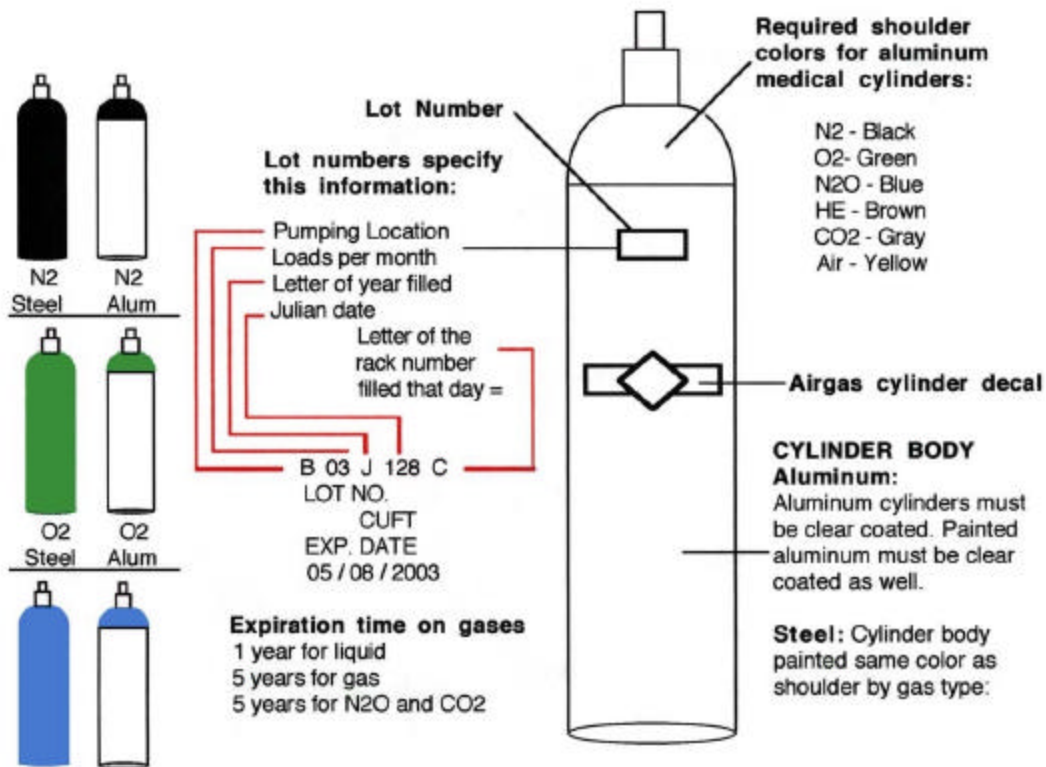 Required shoulder
colors for aluminum
medical cylinders:
N2 - Black
O2- Green
N2O - Blue
HE - Brown
CO2 - Gray
Air - Yellow
Lot Number
Lot numbers specify
this information:
Pumping Location
Loads per month
Letter of year filled
Julian date
Letter of the
rack number
filled that day =
B 03 J 128 C
LOT NO.
CUFT
EXP. DATE
05 / 08 / 2003
Expiration time on gases
1 year for liquid
5 years for gas
5 years for N2O and CO2
N2 N2
Steel Alum
O2 O2
Steel Alum
Airgas cylinder decal
CYLINDER BODY
Aluminum:
Aluminum cylinders must
be clear coated. Painted
aluminum must be clear
coated as well.
Steel: Cylinder body
painted same color as
shoulder by gas type: